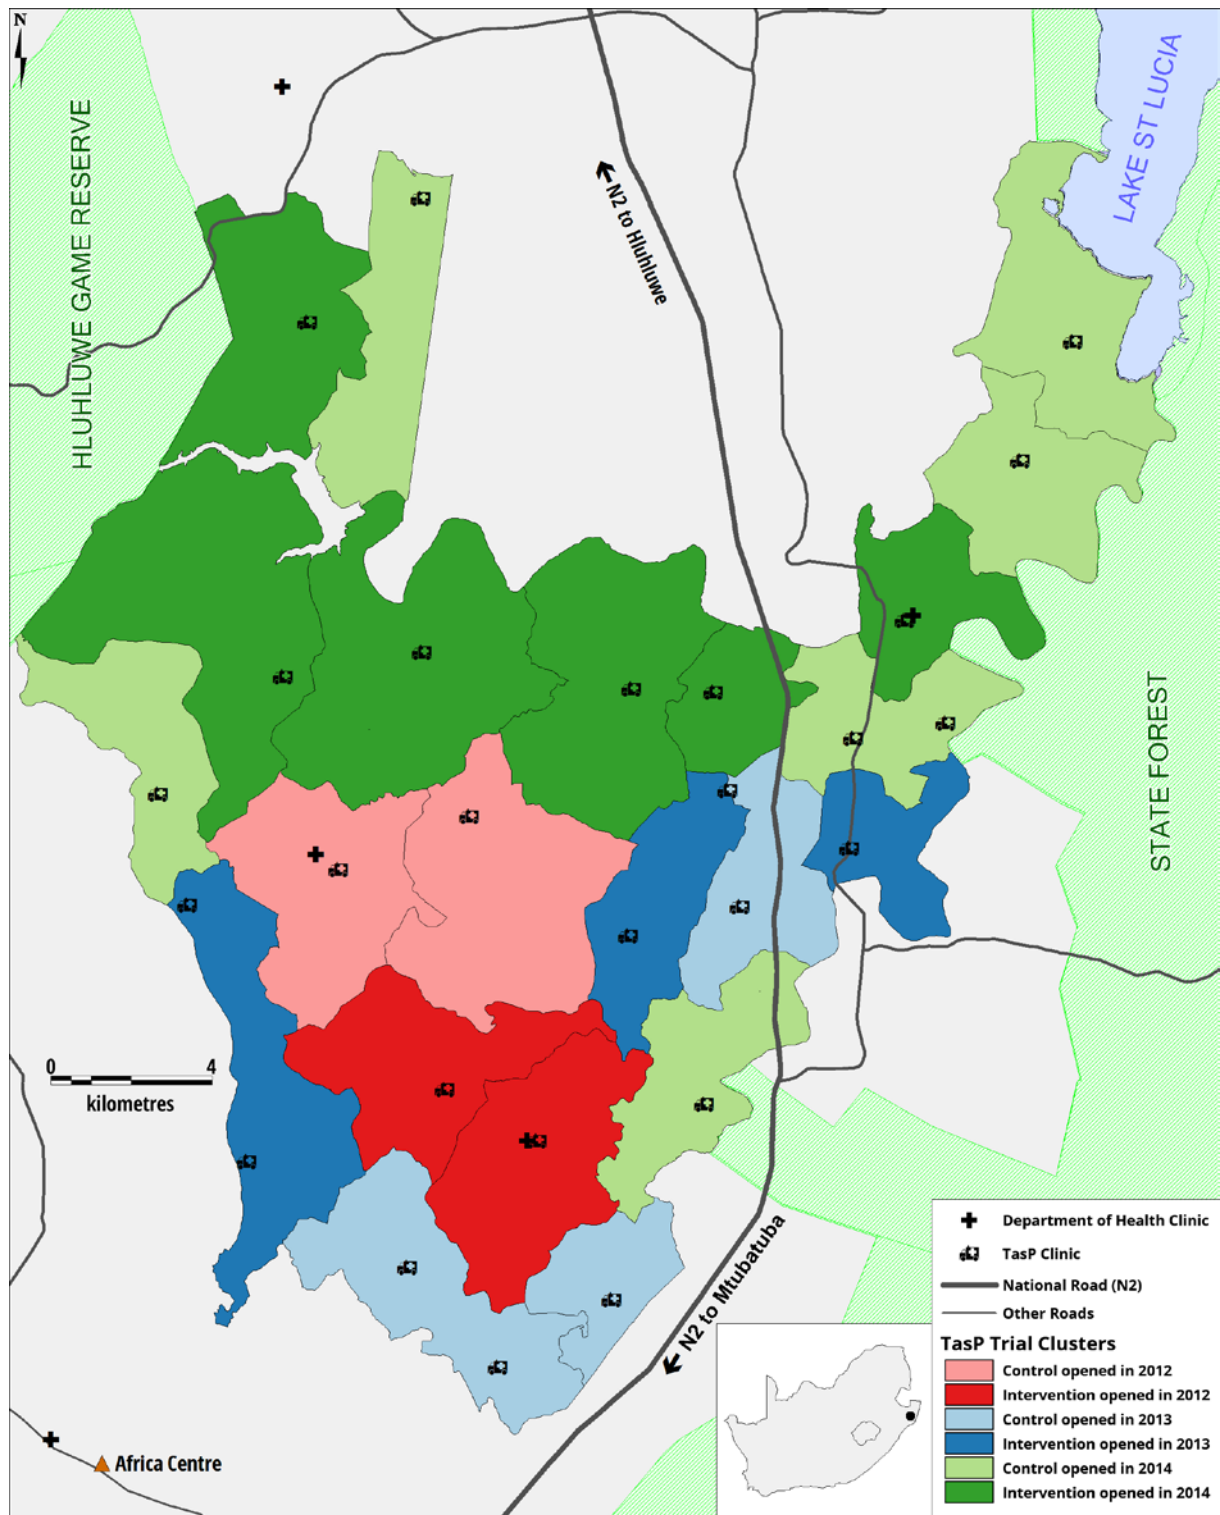 N
HLUHLUWE GAME RESERVE
N2 to Hluhluwe
LAKE ST LUCIA
STATE FOREST
0 4
kilometres
N2 to Mtubatuba
Africa Centre
Department of Health Clinic
TasP Clinic
National Road (N2)
Other Roads
TasP Trial Clusters
Control opened in 2012
Intervention opened in 2012
Control opened in 2013
Intervention opened in 2013
Control opened in 2014
Intervention opened in 2014